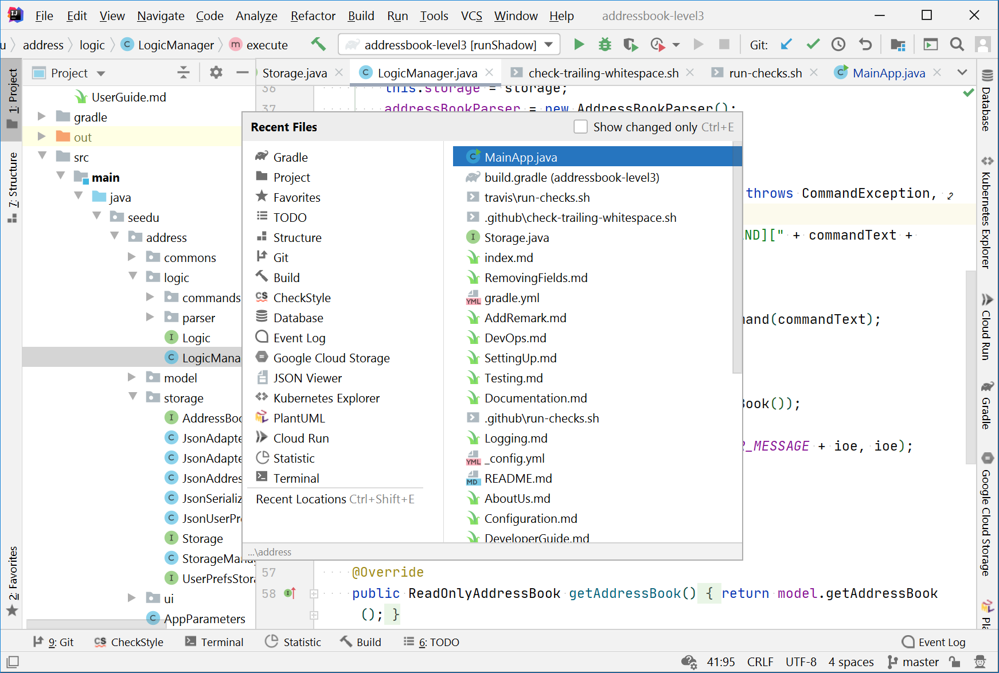 File Edit View Navigate Code Analyze Refactor Build Run Tools VCS Window Help addressbook-level3
u address logic LogicManager execute addressbook-level3 [runShadow] Git:
Project
Storage.java LogicManager.java check-trailing-whitespace.sh run-checks.sh MainApp.java
1: Project
7: Structure
2: Favorites
UserGuide.md
gradle
out
src
main
java
seedu
address
commons
logic
commands
parser
Logic
LogicMana
model
storage
AddressBoo
JsonAdapte
JsonAdapte
JsonAddres
JsonSerializ
JsonUserPre
Storage
StorageMana
UserPrefsStora
ui
AppParameters
36 this.storage = storage;
37 addressBookParser = new AddressBookParser();
throws CommandException,
AND][" + commandText +
mand(commandText);
Book());
R_MESSAGE + ioe, ioe);
57 @Override
58 public ReadOnlyAddressBook getAddressBook() { return model.getAddressBook
(); }
Recent Files Show changed only Ctrl+E
Gradle
Project
Favorites
TODO
Structure
Git
Build
CheckStyle
Database
Event Log
Google Cloud Storage
JSON Viewer
Kubernetes Explorer
PlantUML
Cloud Run
Statistic
Terminal
Recent Locations Ctrl+Shift+E
MainApp.java
build.gradle (addressbook-level3)
travis\run-checks.sh
.github\check-trailing-whitespace.sh
Storage.java
index.md
RemovingFields.md
gradle.yml
AddRemark.md
DevOps.md
SettingUp.md
Testing.md
Documentation.md
.github\run-checks.sh
Logging.md
_config.yml
README.md
AboutUs.md
Configuration.md
DeveloperGuide.md
...\address
Database
Kubernetes Explorer
Cloud Run
Gradle
Google Cloud Storage
Pla
9: Git CheckStyle Terminal Statistic Build 6: TODO Event Log
41:95 CRLF UTF-8 4 spaces master